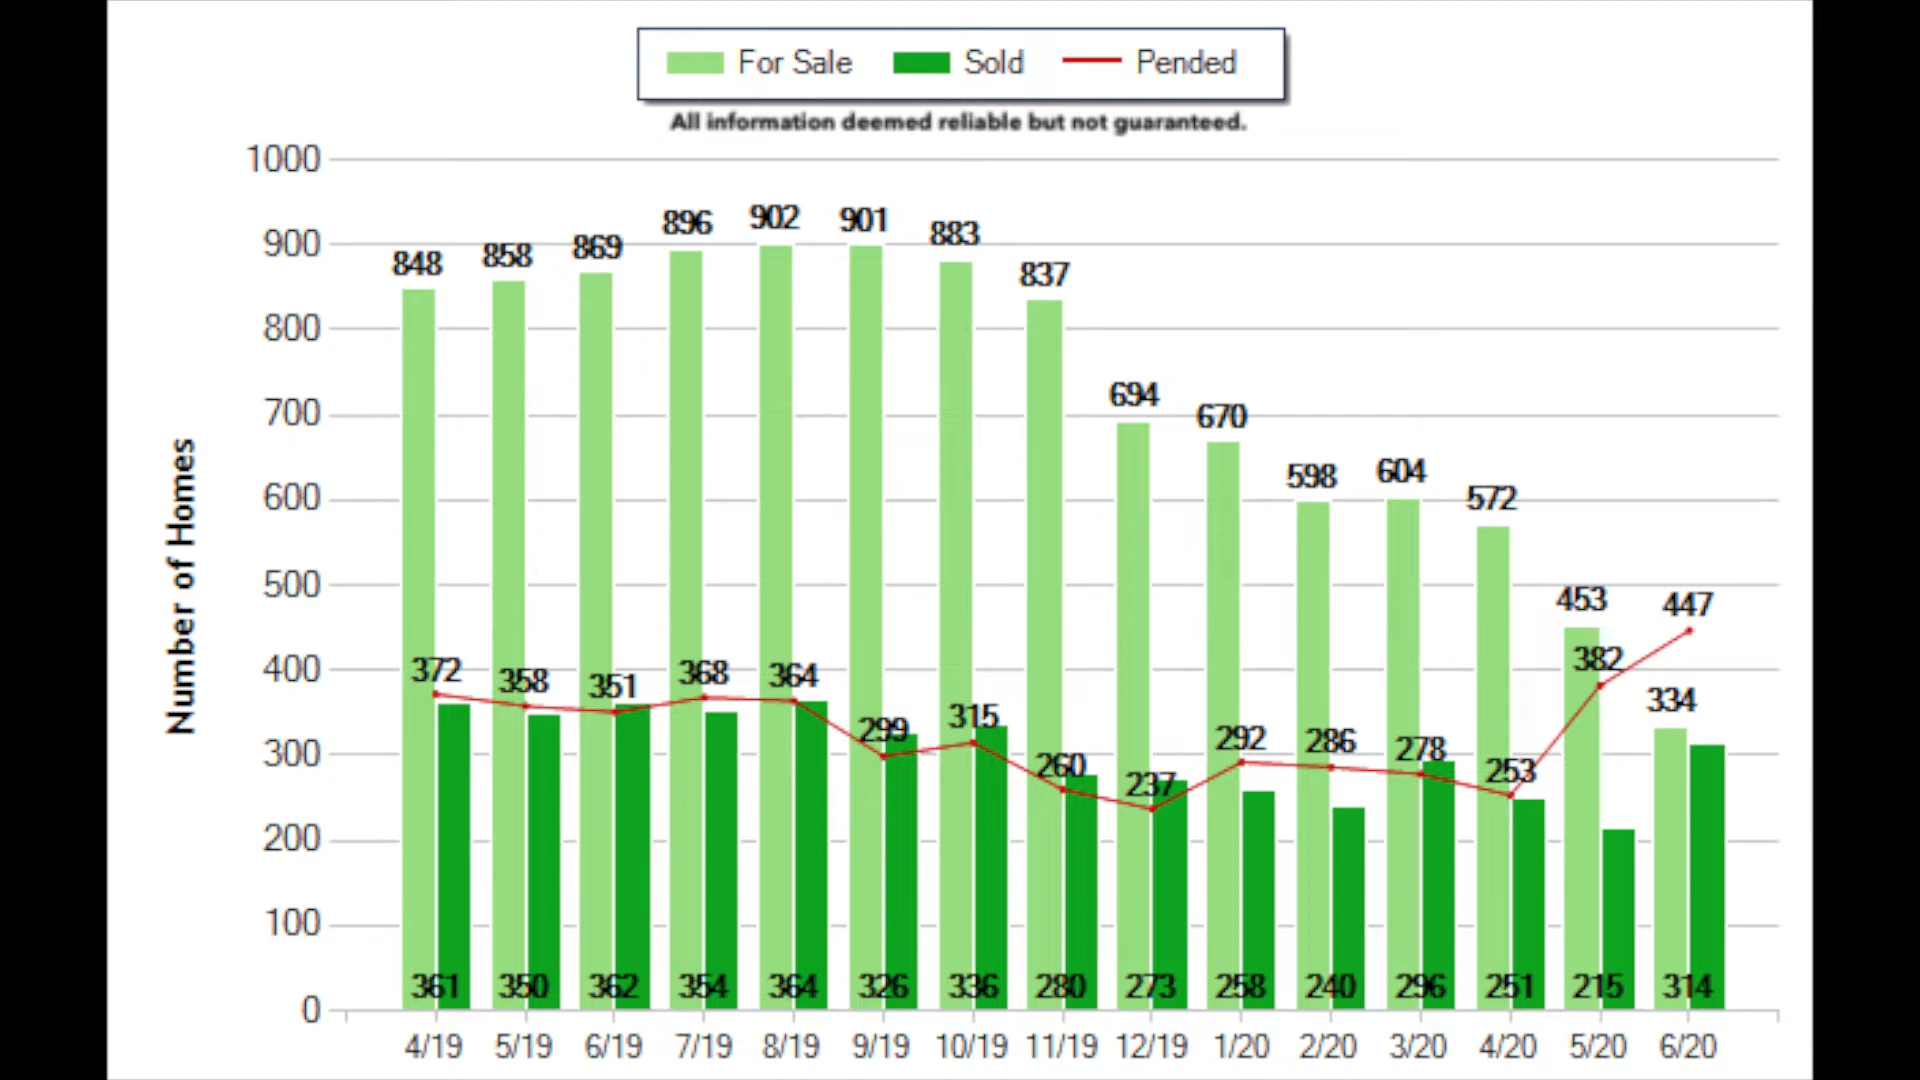 For Sale Sold Pended
All information deemed reliable but not guaranteed.
Number of Homes
1000
900
800
700
600
500
400
300
200
100
0
848 858 869 896 902 901 883 837 694 670 598 604 572 453 334
372 358 351 368 364 299 315 260 237 292 286 278 253 382 447
361 350 362 354 364 326 336 280 273 258 240 296 251 215 314
4/19 5/19 6/19 7/19 8/19 9/19 10/19 11/19 12/19 1/20 2/20 3/20 4/20 5/20 6/20